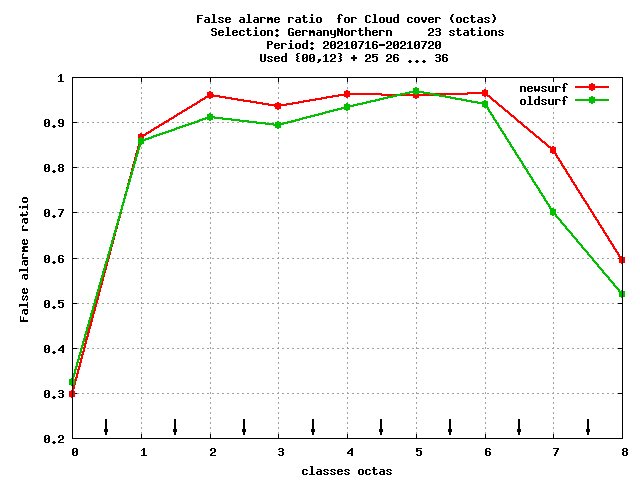 False alarme ratio for Cloud cover (octas)
Selection: GermanyNorthern 23 stations
Period: 20210716-20210720
Used {00,12} + 25 26 ... 36
newsurf
oldsurf
1
0.9
0.8
0.7
0.6
0.5
0.4
0.3
0.2
False alarme ratio
0 1 2 3 4 5 6 7 8
classes octas